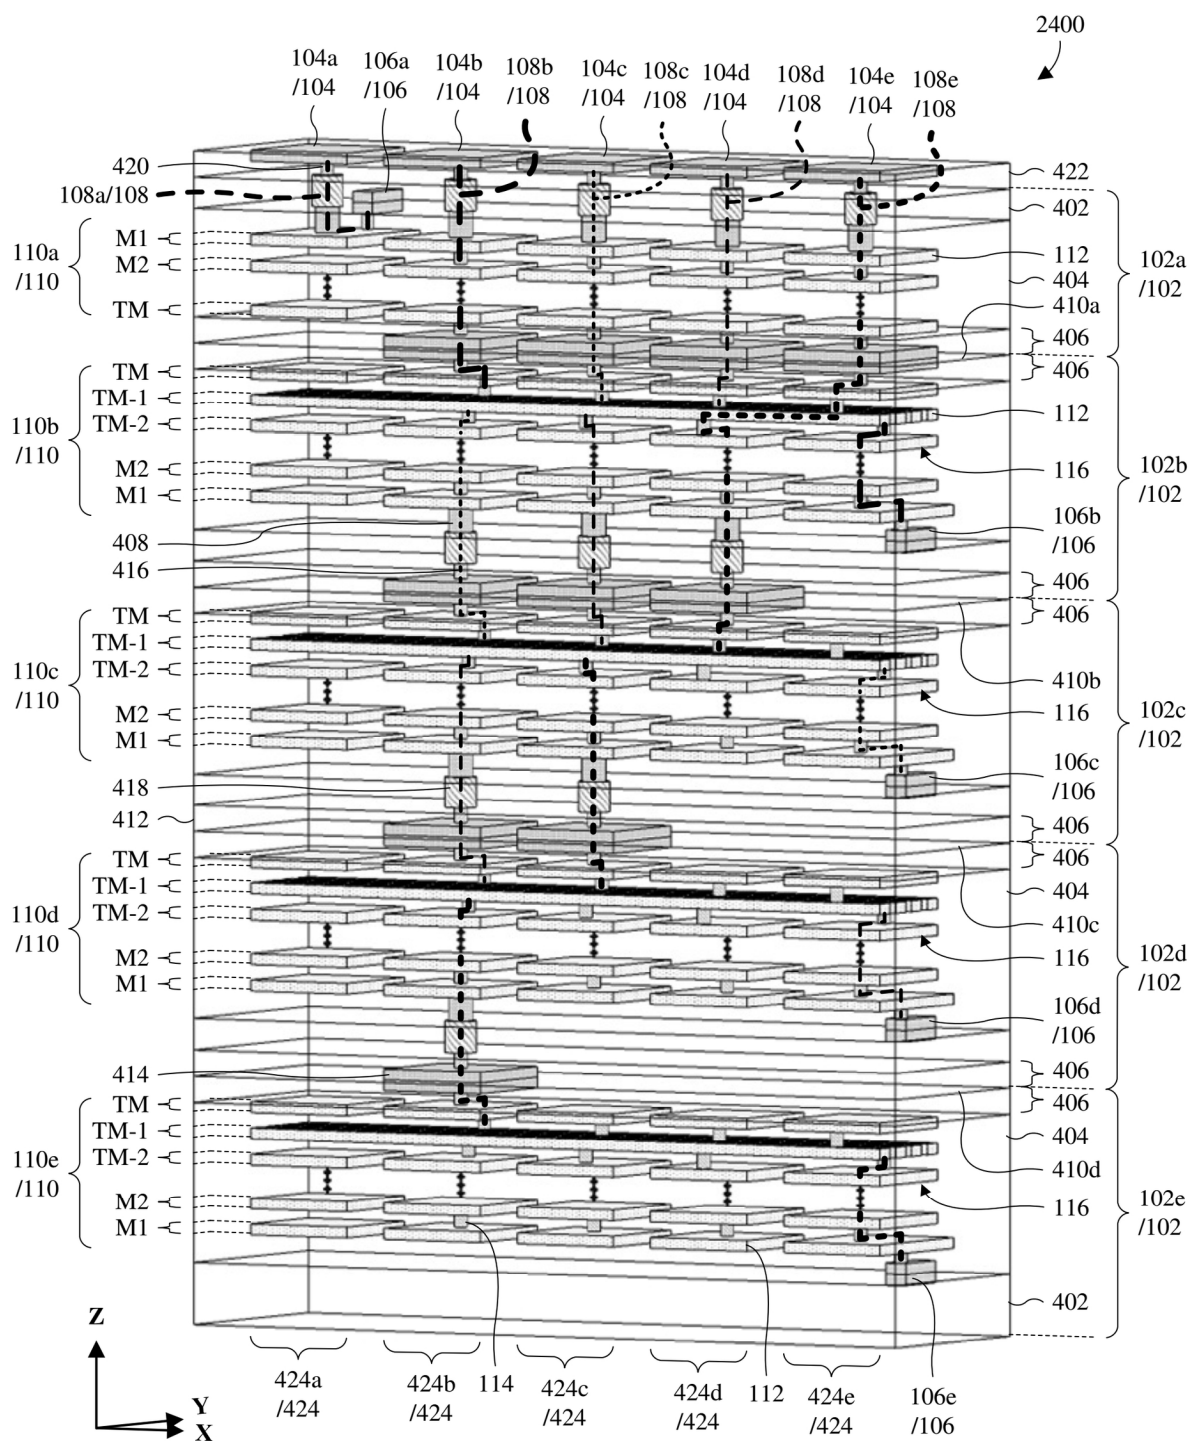 2400
104a 106a 104b 108b 104c 108c 104d 108d 104e 108e
/104 /106 /104 /108 /104 /108 /104 /108 /104 /108
420
422
108a/108
402
110a
/110
M1
M2
TM
112
404
410a
102a
/102
406
406
110b
/110
TM
TM-1
TM-2
M2
M1
112
116
102b
/102
106b
/106
408
416
406
406
110c
/110
TM
TM-1
TM-2
M2
M1
410b
116
102c
/102
106c
/106
418
412
406
406
110d
/110
TM
TM-1
TM-2
M2
M1
404
410c
116
102d
/102
106d
/106
414
406
406
110e
/110
TM
TM-1
TM-2
M2
M1
404
410d
116
102e
/102
402
Z
Y
X
424a 424b 114 424c 424d 112 424e 106e
/424 /424 /424 /424 /424 /106